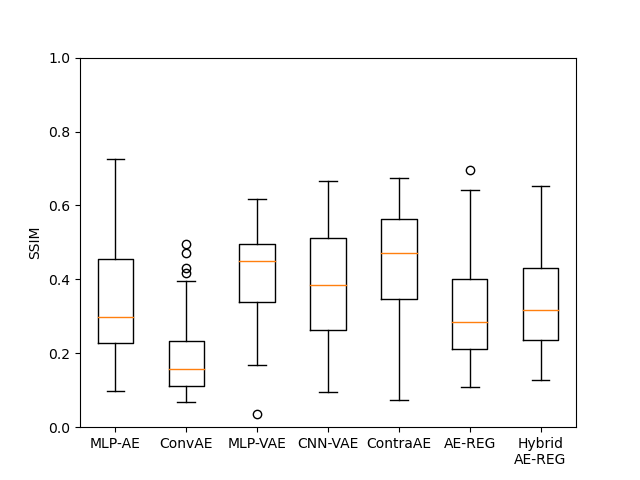 1.0
0.8
0.6
0.4
0.2
0.0
SSIM
MLP-AE
ConvAE
MLP-VAE
CNN-VAE
ContraAE
AE-REG
Hybrid
AE-REG